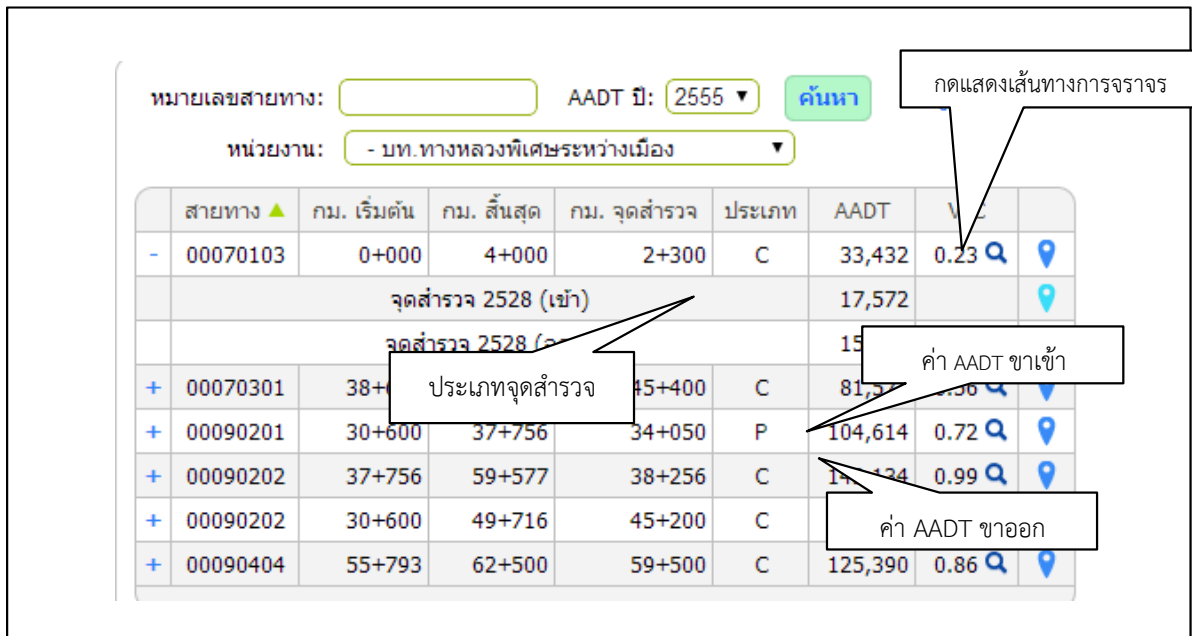 กดแสดงเส้นทางการจราจร
หมายเลขสายทาง: AADT ปี: 2555 ค้นหา
หน่วยงาน: - บท.ทางหลวงพิเศษระหว่างเมือง
สายทาง กม. เริ่มต้น กม. สิ้นสุด กม. จุดสำรวจ ประเภท AADT
- 00070103 0+000 4+000 2+300 C 33,432 0.23
จุดสำรวจ 2528 (เข้า) 17,572
จุดสำรวจ 2528
ค่า AADT ขาเข้า
ประเภทจุดสำรวจ
+ 00070301 45+400 C
+ 00090201 30+600 37+756 34+050 P 104,614 0.72
+ 00090202 37+756 59+577 38+256 C 0.99
+ 00090202 30+600 49+716 45+200 C
ค่า AADT ขาออก
+ 00090404 55+793 62+500 59+500 C 125,390 0.86